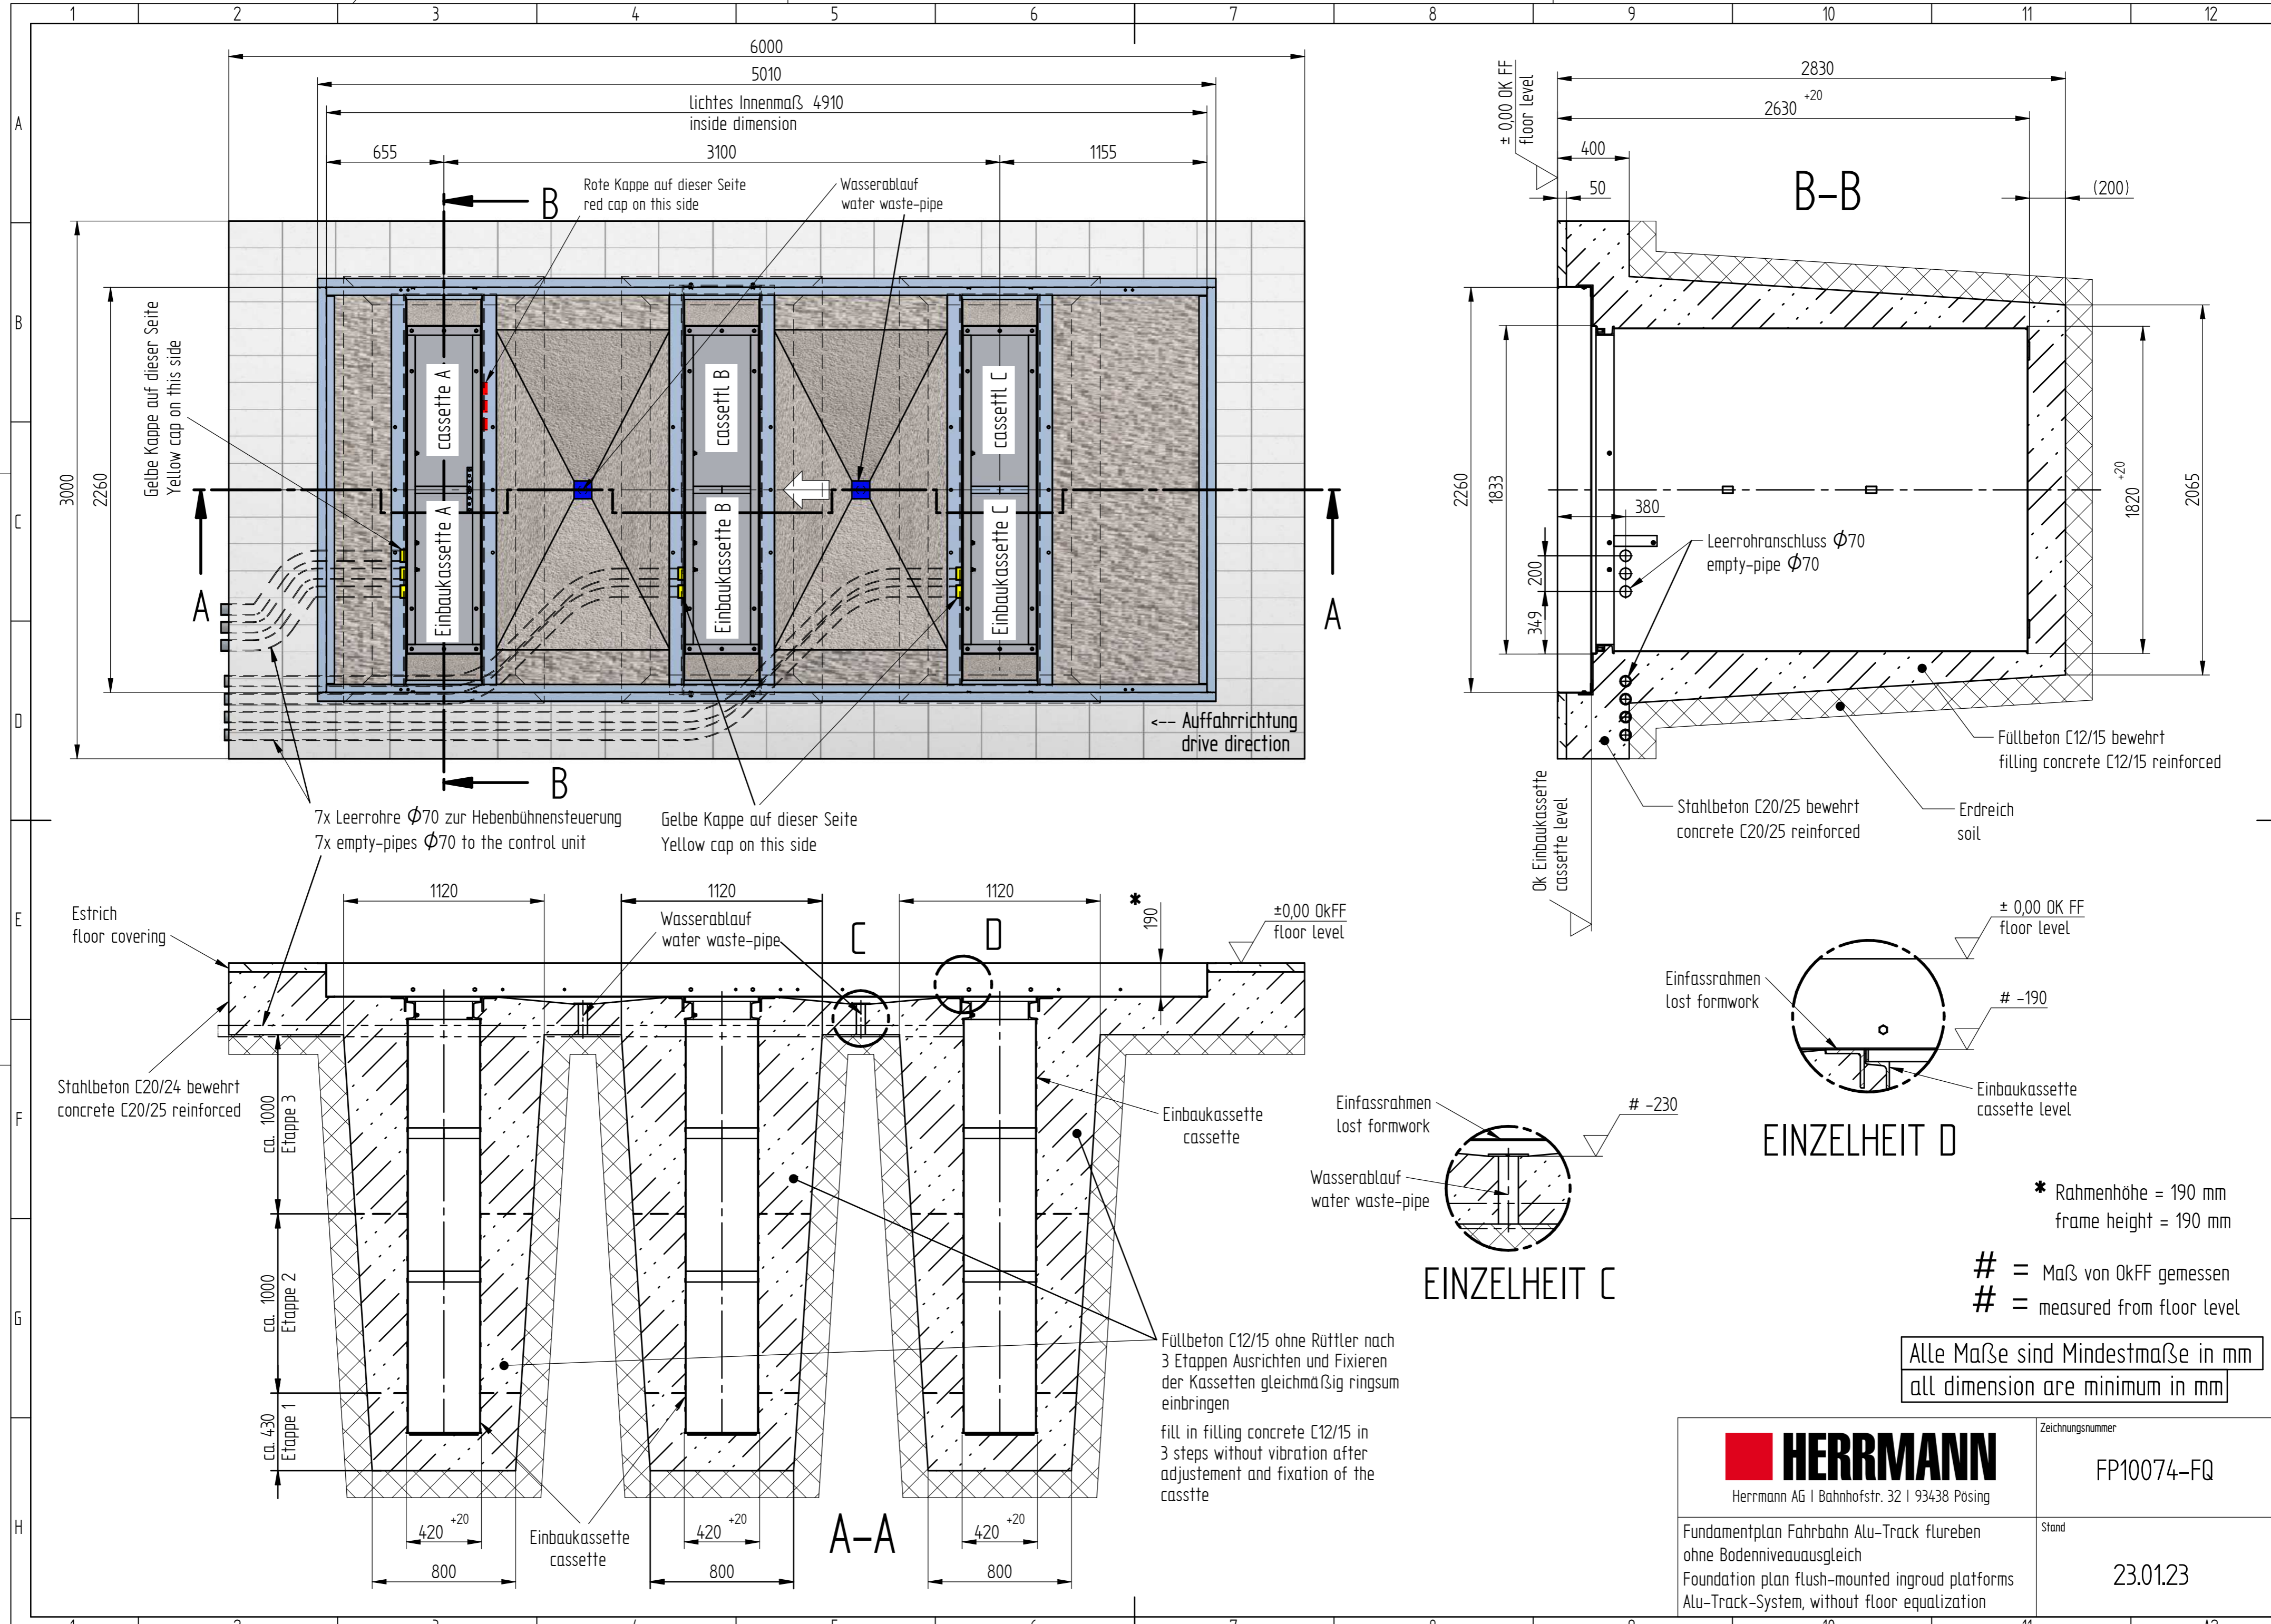 1 2 3 4 5 6 7 8 9 10 11 12
A
B
C
D
E
F
G
H
6000
5010
lichtes Innenmaß 4910
inside dimension
655
3100
1155
B
Rote Kappe auf dieser Seite
red cap on this side
Wasserablauf
water waste-pipe
3000
2260
Gelbe Kappe auf dieser Seite
Yellow cap on this side
cassette A
Einbaukassette A
cassettl B
Einbaukassette B
cassettl C
Einbaukassette C
A
A
<-- Auffahrrichtung
drive direction
B
7x Leerrohre Φ70 zur Hebenbühnensteuerung
7x empty-pipes Φ70 to the control unit
Gelbe Kappe auf dieser Seite
Yellow cap on this side
± 0,00 OK FF
floor level
2830
2630 +20
400
50
B-B
(200)
2260
1833
380
200
349
Leerrohranschluss Φ70
empty-pipe Φ70
1820 +20
2065
Füllbeton C12/15 bewehrt
filling concrete C12/15 reinforced
Stahlbeton C20/25 bewehrt
concrete C20/25 reinforced
Erdreich
soil
Ok Einbaukassette
cassette level
Estrich
floor covering
1120
1120
1120
Wasserablauf
water waste-pipe
C
D
*
190
±0,00 OkFF
floor level
Stahlbeton C20/24 bewehrt
concrete C20/25 reinforced
ca. 1000
Etappe 3
ca. 1000
Etappe 2
ca. 430
Etappe 1
Einbaukassette
cassette
Füllbeton C12/15 ohne Rüttler nach
3 Etappen Ausrichten und Fixieren
der Kassetten gleichmäßig ringsum
einbringen
fill in filling concrete C12/15 in
3 steps without vibration after
adjustement and fixation of the
casstte
420 +20
420 +20
420 +20
800
800
800
Einbaukassette
cassette
A-A
Einfassrahmen
lost formwork
# -230
Wasserablauf
water waste-pipe
EINZELHEIT C
± 0,00 OK FF
floor level
Einfassrahmen
lost formwork
# -190
Einbaukassette
cassette level
EINZELHEIT D
* Rahmenhöhe = 190 mm
frame height = 190 mm
# = Maß von OkFF gemessen
# = measured from floor level
Alle Maße sind Mindestmaße in mm
all dimension are minimum in mm
HERRMANN
Herrmann AG | Bahnhofstr. 32 | 93438 Pösing
Zeichnungsnummer
FP10074-FQ
Fundamentplan Fahrbahn Alu-Track flureben
ohne Bodenniveauausgleich
Foundation plan flush-mounted ingroud platforms
Alu-Track-System, without floor equalization
Stand
23.01.23